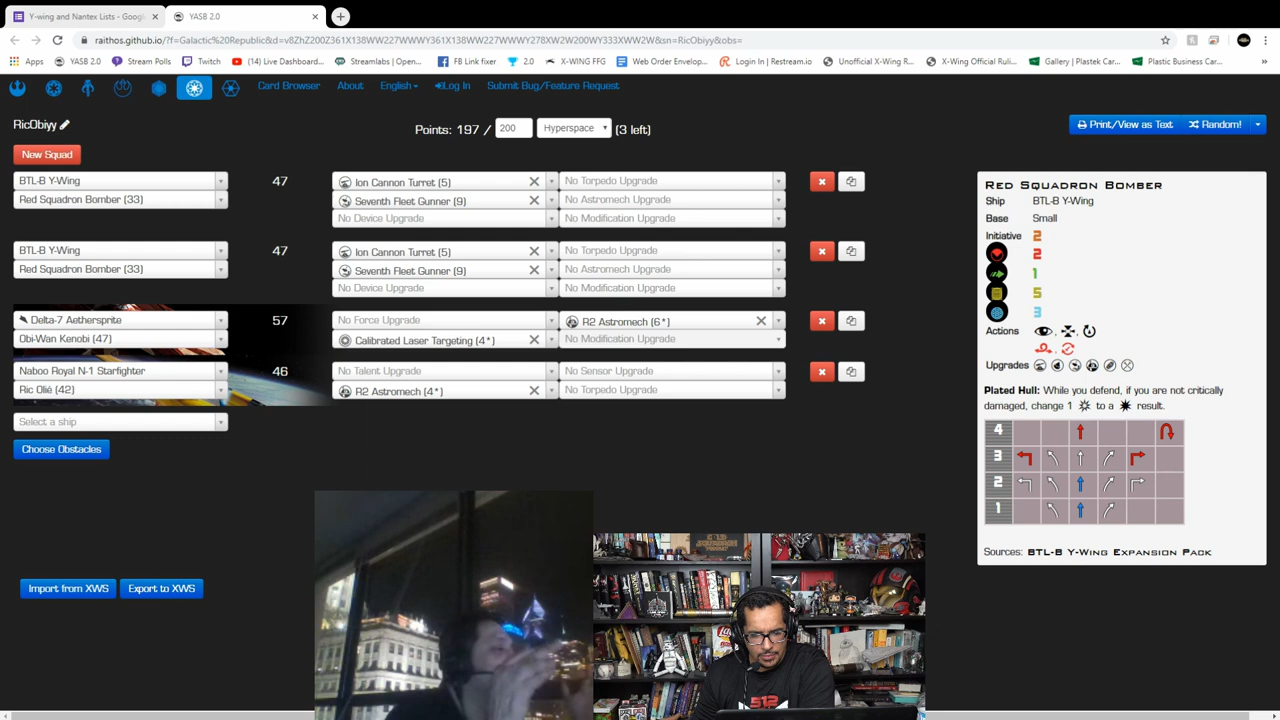 Y-wing and Nantex Lists - Googl
YASB 2.0
raithos.github.io/?f=Galactic%20Republic&d=v8ZhZ200Z361X138WW227WWWY361X138WW227WWWY278XW2W200WY333XWW2W&sn=RicObiyy&obs=
Apps
YASB 2.0
Stream Polls
Twitch
(14) Live Dashboard...
Streamlabs | Open...
FB Link fixer
2.0
X-WING FFG
Web Order Envelop...
Log In | Restream.io
Unofficial X-Wing R...
X-Wing Official Rulin...
Gallery | Plastek Car...
Plastic Business Car...
»
Card Browser
About
English
Log In
Submit Bug/Feature Request
RicObiyy
Points: 197 / 200 Hyperspace (3 left)
Print/View as Text
Random!
New Squad
BTL-B Y-Wing
Red Squadron Bomber (33)
47
Ion Cannon Turret (5)
No Torpedo Upgrade
Seventh Fleet Gunner (9)
No Astromech Upgrade
No Device Upgrade
No Modification Upgrade
BTL-B Y-Wing
Red Squadron Bomber (33)
47
Ion Cannon Turret (5)
No Torpedo Upgrade
Seventh Fleet Gunner (9)
No Astromech Upgrade
No Device Upgrade
No Modification Upgrade
Delta-7 Aethersprite
Obi-Wan Kenobi (47)
57
No Force Upgrade
R2 Astromech (6*)
Calibrated Laser Targeting (4*)
No Modification Upgrade
Naboo Royal N-1 Starfighter
Ric Olié (42)
46
No Talent Upgrade
No Sensor Upgrade
R2 Astromech (4*)
No Torpedo Upgrade
Select a ship
Choose Obstacles
Import from XWS
Export to XWS
Red Squadron Bomber
Ship BTL-B Y-Wing
Base Small
Initiative 2
2
1
5
3
Actions
Upgrades
Plated Hull: While you defend, if you are not critically
damaged, change 1 to a result.
4
3
2
1
Sources: BTL-B Y-Wing Expansion Pack
312